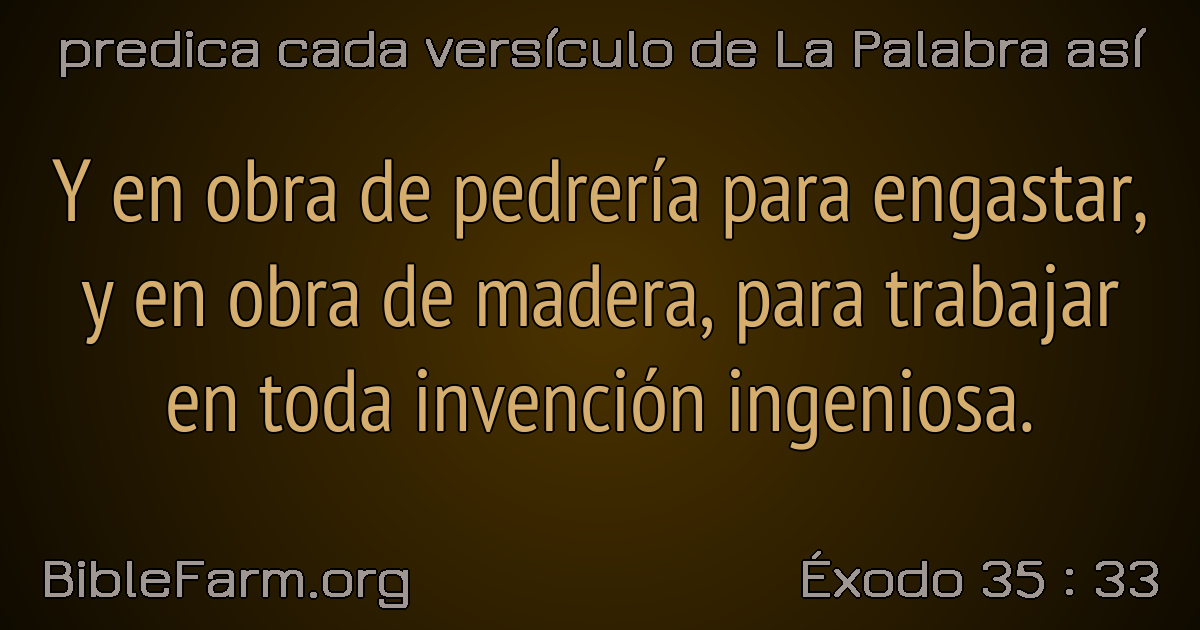 predica cada versículo de La Palabra así
Y en obra de pedrería para engastar,
y en obra de madera, para trabajar
en toda invención ingeniosa.
BibleFarm.org
Éxodo 35 : 33